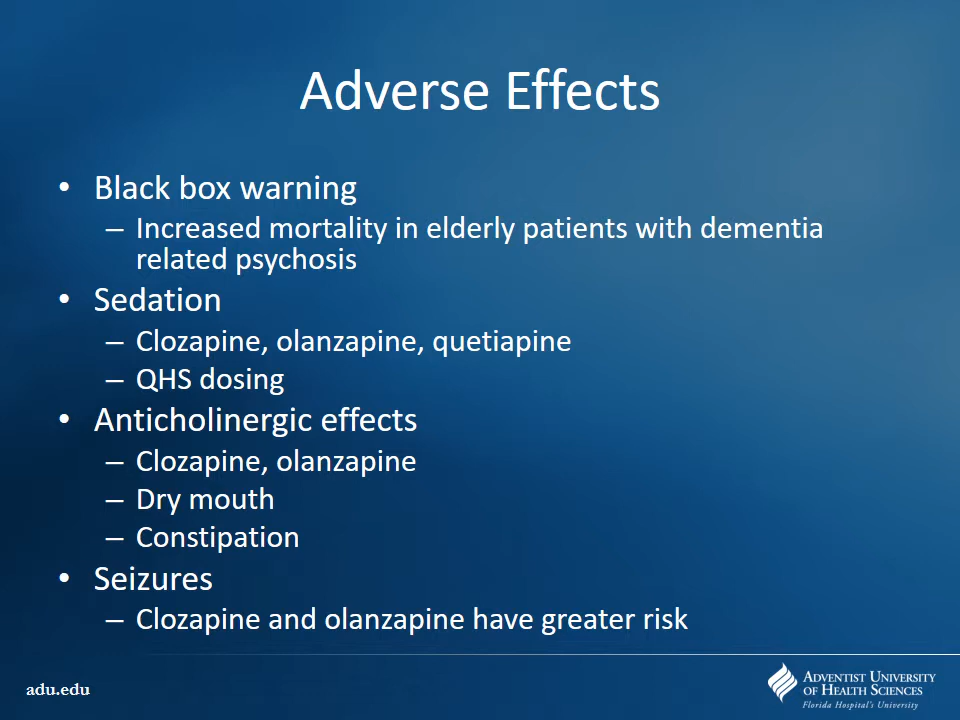 Adverse Effects
• Black box warning
– Increased mortality in elderly patients with dementia
related psychosis
• Sedation
– Clozapine, olanzapine, quetiapine
– QHS dosing
• Anticholinergic effects
– Clozapine, olanzapine
– Dry mouth
– Constipation
• Seizures
– Clozapine and olanzapine have greater risk
adu.edu
ADVENTIST UNIVERSITY
OF HEALTH SCIENCES
Florida Hospital's University